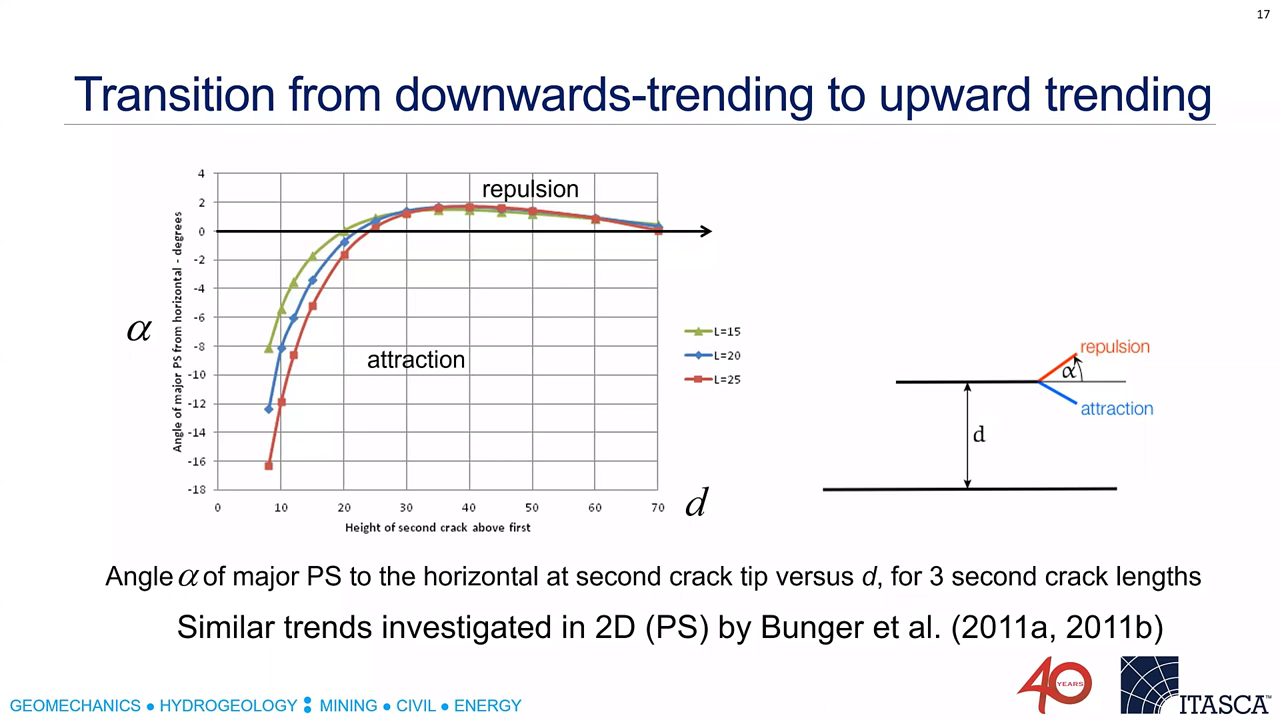 17
Transition from downwards-trending to upward trending
repulsion
attraction
4
2
0
-2
-4
-6
-8
-10
-12
-14
-16
-18
0 10 20 30 40 50 60 70
Angle of major PS from horizontal - degrees
Height of second crack above first
α
d
L=15
L=20
L=25
repulsion
α
attraction
d
Angle α of major PS to the horizontal at second crack tip versus d, for 3 second crack lengths
Similar trends investigated in 2D (PS) by Bunger et al. (2011a, 2011b)
GEOMECHANICS ● HYDROGEOLOGY : MINING ● CIVIL ● ENERGY
40 YEARS
ITASCA™